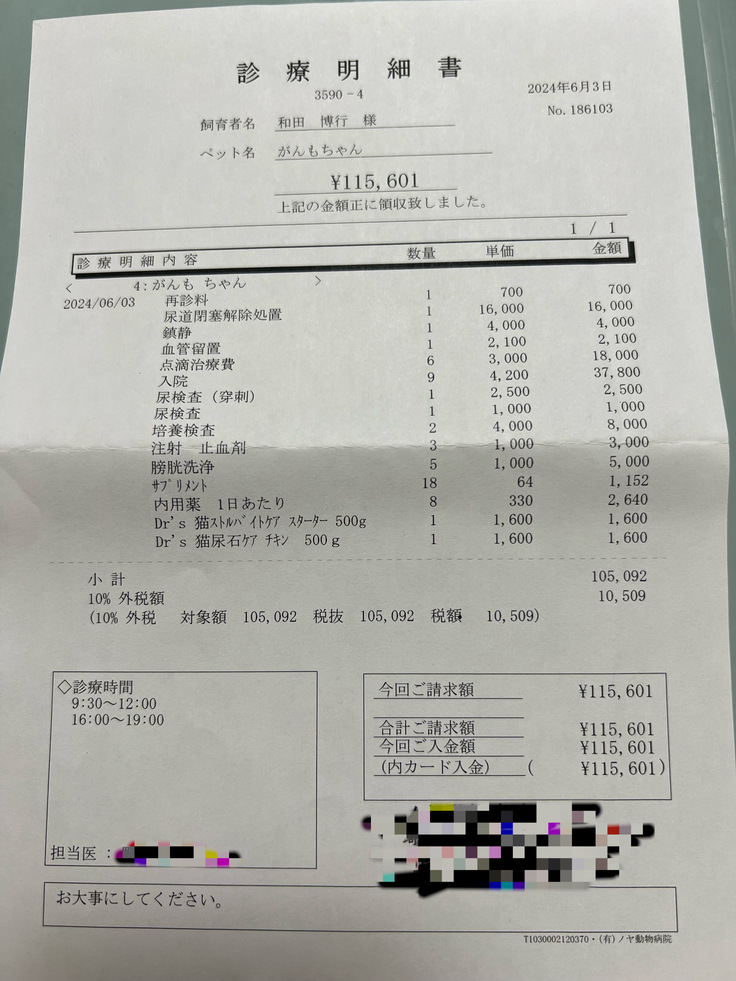 診療明細書
3590-4
2024年6月3日
No.186103
飼育者名 和田 博行 様
ペット名 がんもちゃん
¥115,601
上記の金額正に領収致しました。
1 / 1
診療明細内容 数量 単価 金額
< 4:がんも ちゃん >
2024/06/03 再診料 1 700 700
尿道閉塞解除処置 1 16,000 16,000
鎮静 1 4,000 4,000
血管留置 1 2,100 2,100
点滴治療費 6 3,000 18,000
入院 9 4,200 37,800
尿検査(穿刺) 1 2,500 2,500
尿検査 1 1,000 1,000
培養検査 2 4,000 8,000
注射 止血剤 3 1,000 3,000
膀胱洗浄 5 1,000 5,000
ｻﾌﾟﾘﾒﾝﾄ 18 64 1,152
内用薬 1日あたり 8 330 2,640
Dr's 猫ｽﾄﾙﾊﾞｲﾄｹｱ ｽﾀｰﾀｰ 500g 1 1,600 1,600
Dr's 猫尿石ｹｱ ﾁｷﾝ 500ｇ 1 1,600 1,600
小 計 105,092
10% 外税額 10,509
(10% 外税 対象額 105,092 税抜 105,092 税額 10,509)
◇診療時間
9:30～12:00
16:00～19:00
担当医：
今回ご請求額 ¥115,601
合計ご請求額 ¥115,601
今回ご入金額 ¥115,601
(内カード入金) ( ¥115,601)
お大事にしてください。
T1030002120370・(有)ノヤ動物病院